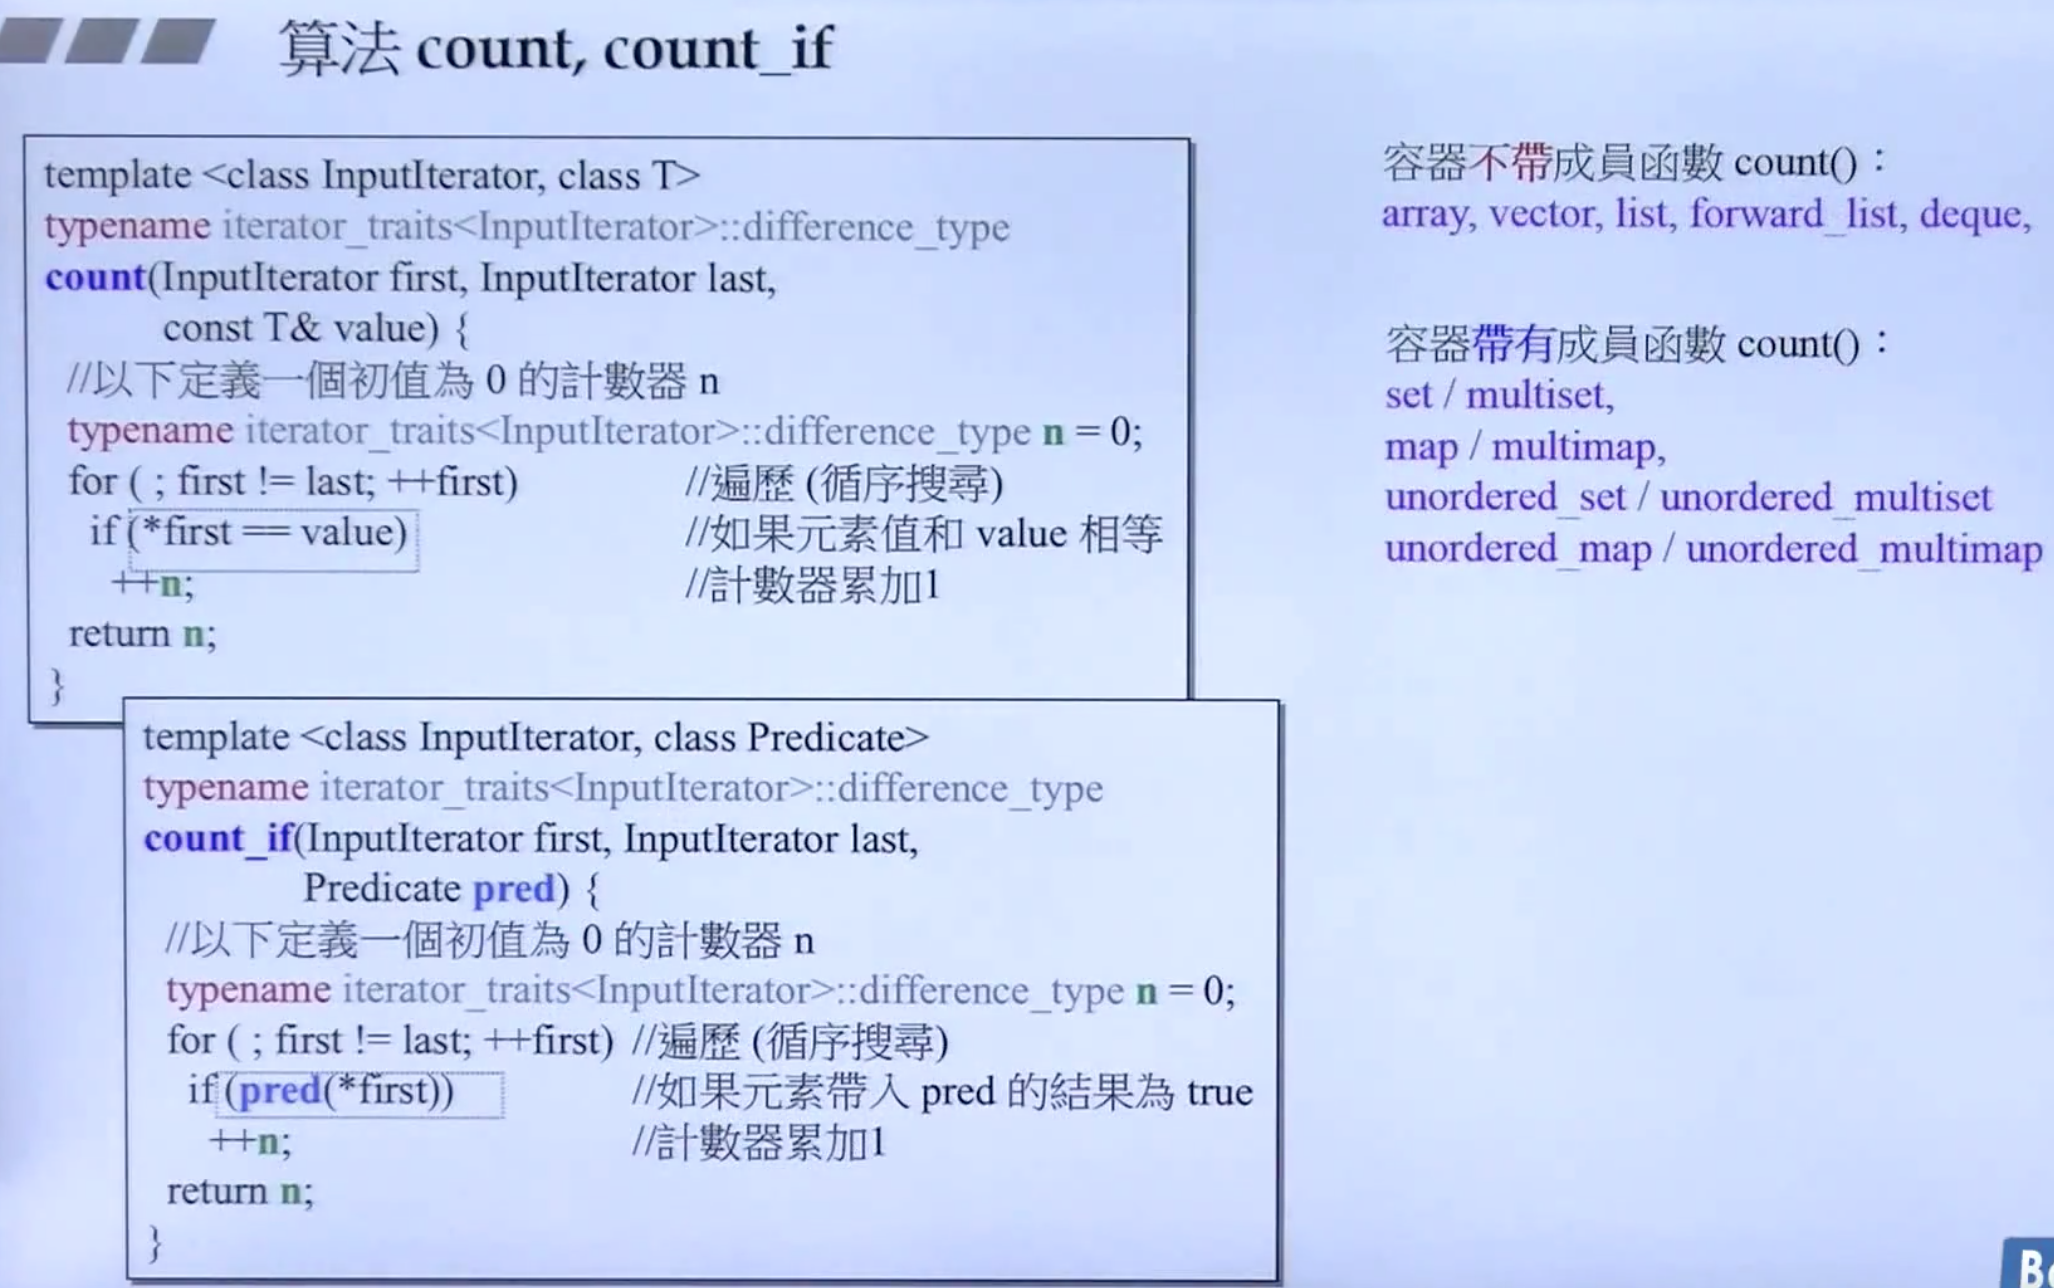 算法 count, count_if
template <class InputIterator, class T>
typename iterator_traits<InputIterator>::difference_type
count(InputIterator first, InputIterator last,
const T& value) {
//以下定義一個初值為 0 的計數器 n
typename iterator_traits<InputIterator>::difference_type n = 0;
for ( ; first != last; ++first) //遍歷 (循序搜尋)
if (*first == value) //如果元素值和 value 相等
++n; //計數器累加1
return n;
}
template <class InputIterator, class Predicate>
typename iterator_traits<InputIterator>::difference_type
count_if(InputIterator first, InputIterator last,
Predicate pred) {
//以下定義一個初值為 0 的計數器 n
typename iterator_traits<InputIterator>::difference_type n = 0;
for ( ; first != last; ++first) //遍歷 (循序搜尋)
if (pred(*first)) //如果元素帶入 pred 的結果為 true
++n; //計數器累加1
return n;
}
容器不帶成員函數 count()：
array, vector, list, forward_list, deque,
容器帶有成員函數 count()：
set / multiset,
map / multimap,
unordered_set / unordered_multiset
unordered_map / unordered_multimap